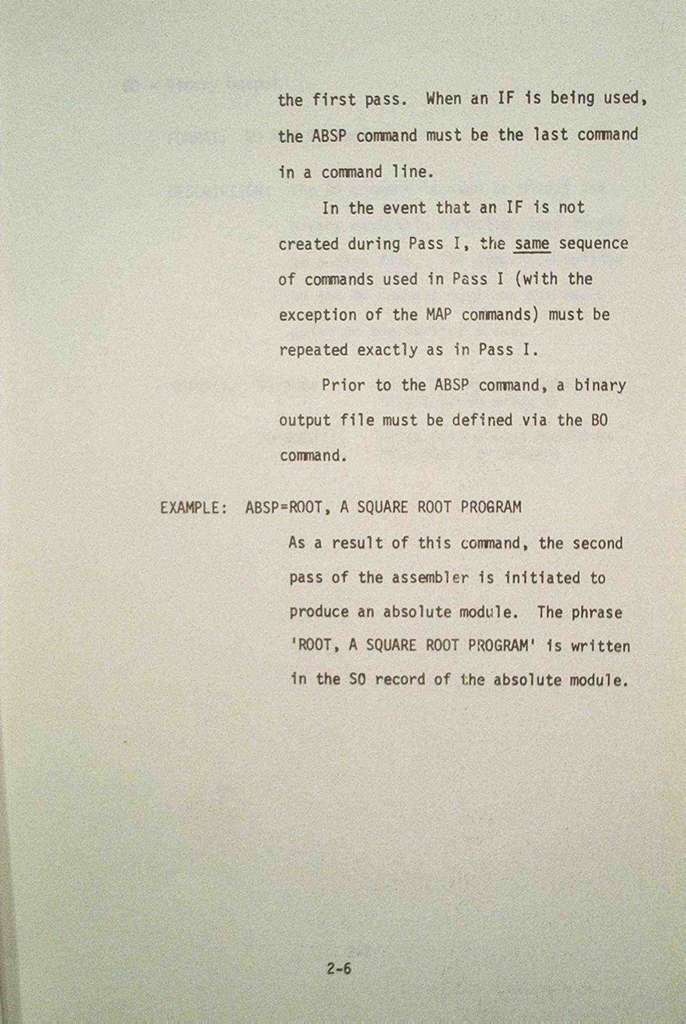 the first pass.  When an IF is being used,
the ABSP command must be the last command
in a command line.
In the event that an IF is not
created during Pass I, the same sequence
of commands used in Pass I (with the
exception of the MAP commands) must be
repeated exactly as in Pass I.
Prior to the ABSP command, a binary
output file must be defined via the BO
command.
EXAMPLE:  ABSP=ROOT, A SQUARE ROOT PROGRAM
As a result of this command, the second
pass of the assembler is initiated to
produce an absolute module.  The phrase
'ROOT, A SQUARE ROOT PROGRAM' is written
in the S0 record of the absolute module.
2-6